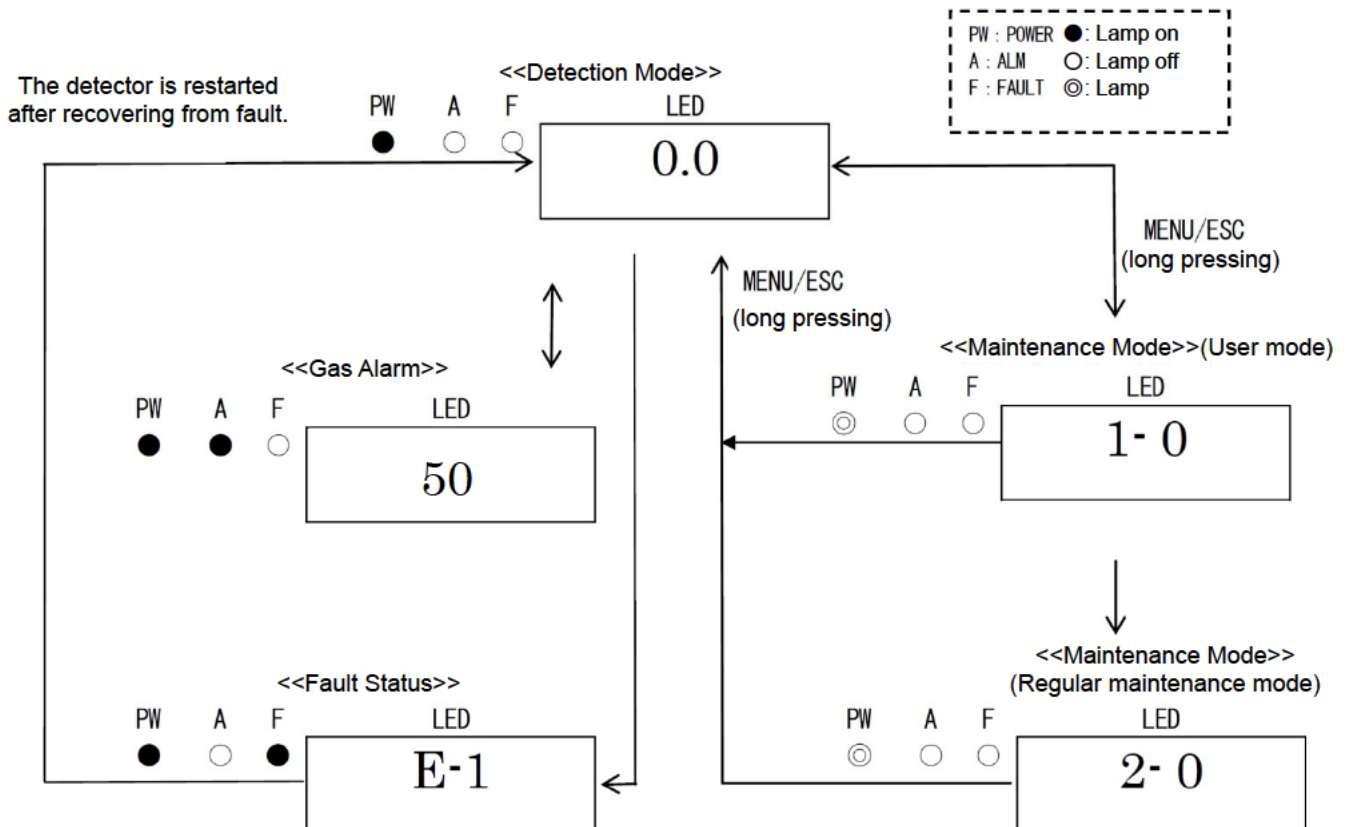 PW : POWER ●: Lamp on
A : ALM ○: Lamp off
F : FAULT ◎: Lamp
The detector is restarted
after recovering from fault.
<<Detection Mode>>
PW A F LED
0.0
MENU/ESC
(long pressing)
MENU/ESC
(long pressing)
<<Gas Alarm>>
PW A F LED
50
<<Maintenance Mode>>(User mode)
PW A F LED
1- 0
<<Fault Status>>
PW A F LED
E-1
<<Maintenance Mode>>
(Regular maintenance mode)
PW A F LED
2- 0